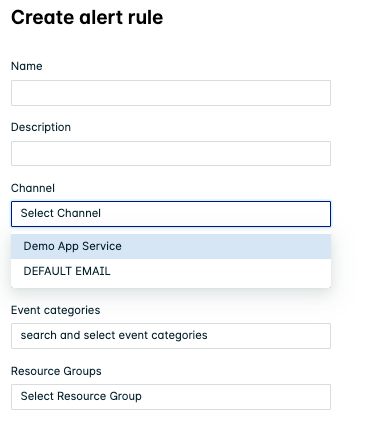 Create alert rule
Name
Description
Channel
Select Channel
Demo App Service
DEFAULT EMAIL
Event categories
search and select event categories
Resource Groups
Select Resource Group